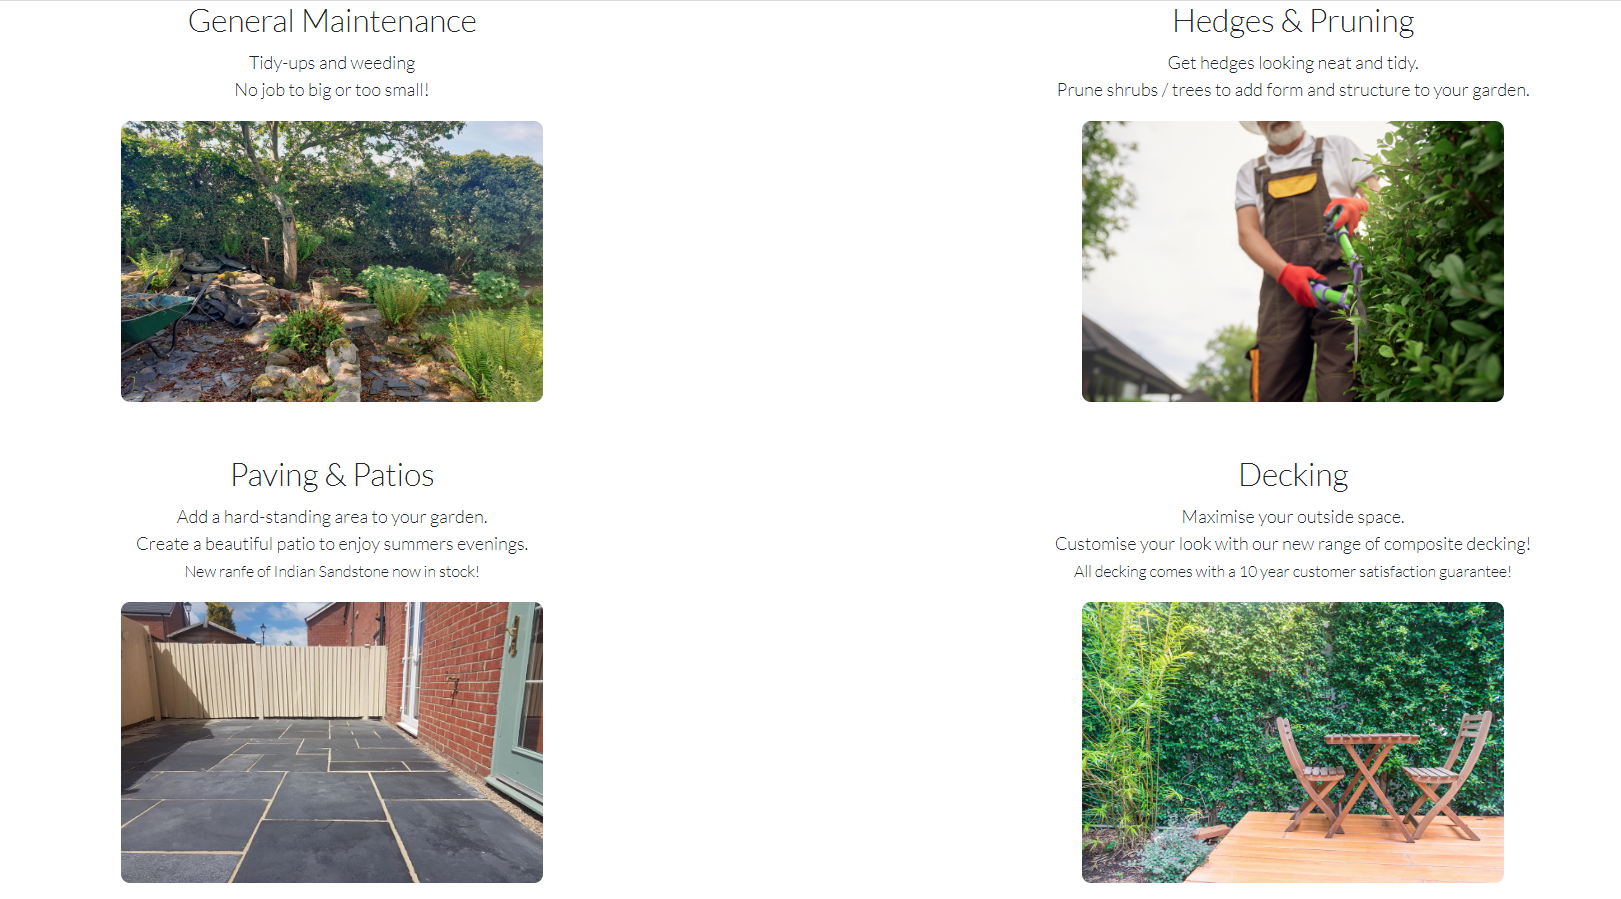 General Maintenance
Tidy-ups and weeding
No job to big or too small!
Hedges & Pruning
Get hedges looking neat and tidy.
Prune shrubs / trees to add form and structure to your garden.
Paving & Patios
Add a hard-standing area to your garden.
Create a beautiful patio to enjoy summers evenings.
New ranfe of Indian Sandstone now in stock!
Decking
Maximise your outside space.
Customise your look with our new range of composite decking!
All decking comes with a 10 year customer satisfaction guarantee!